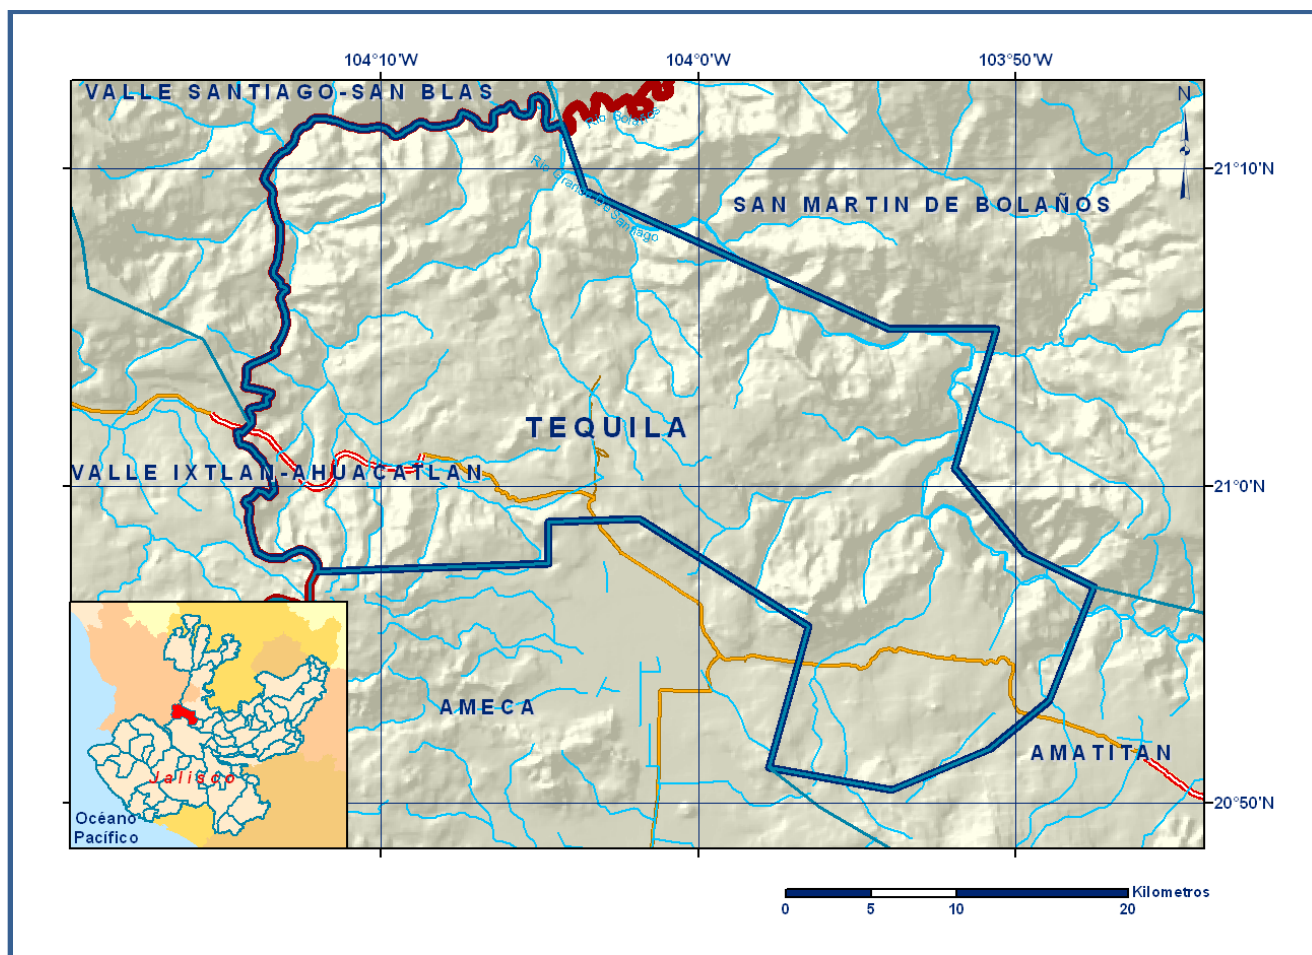 104°10'W 104°0'W 103°50'W
VALLE SANTIAGO-SAN BLAS
N
Río Bolaños
21°10'N
Río Grande De Santiago
SAN MARTIN DE BOLAÑOS
TEQUILA
VALLE IXTLAN-AHUACATLAN
21°0'N
AMECA
AMATITAN
Jalisco
20°50'N
Océano
Pacífico
Kilometros
0 5 10 20